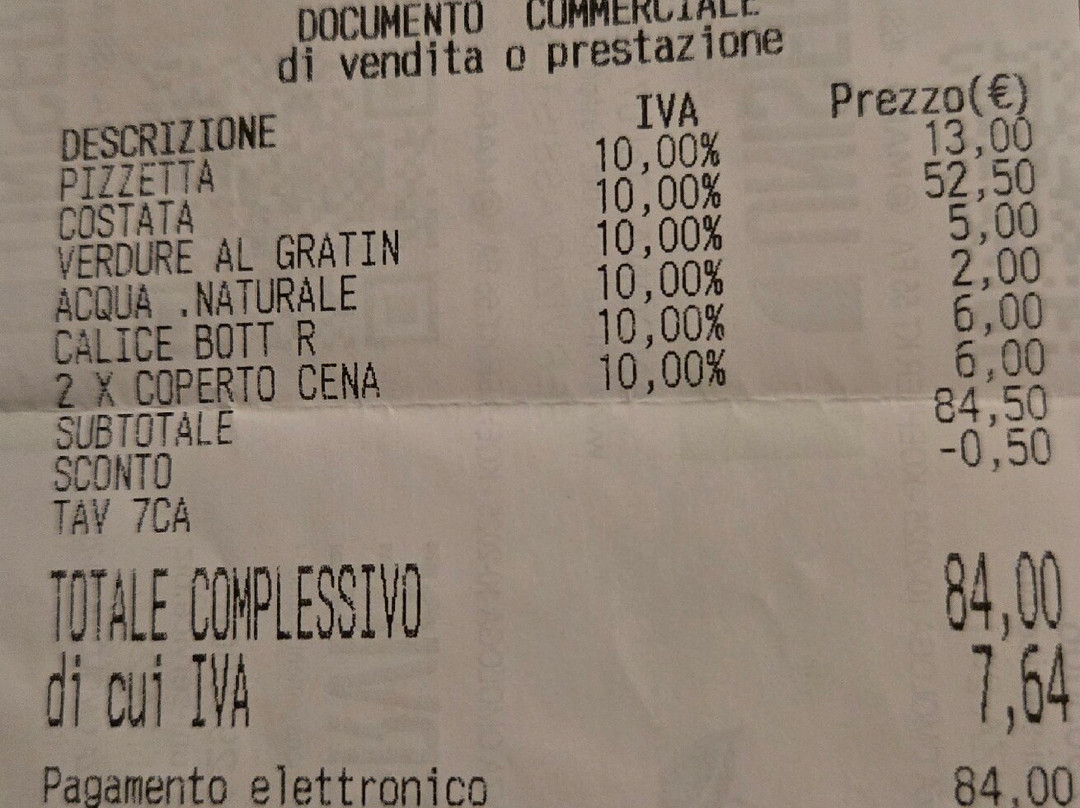 DOCUMENTO COMMERCIALE
di vendita o prestazione
DESCRIZIONE IVA Prezzo(€)
PIZZETTA 10,00% 13,00
COSTATA 10,00% 52,50
VERDURE AL GRATIN 10,00% 5,00
ACQUA .NATURALE 10,00% 2,00
CALICE BOTT R 10,00% 6,00
2 X COPERTO CENA 10,00% 6,00
SUBTOTALE 84,50
SCONTO -0,50
TAV 7CA
TOTALE COMPLESSIVO 84,00
di cui IVA 7,64
Pagamento elettronico 84,00